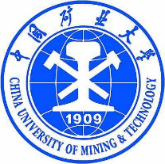 中国矿业大学
1909
CHINA UNIVERSITY OF MINING & TECHNOLOGY